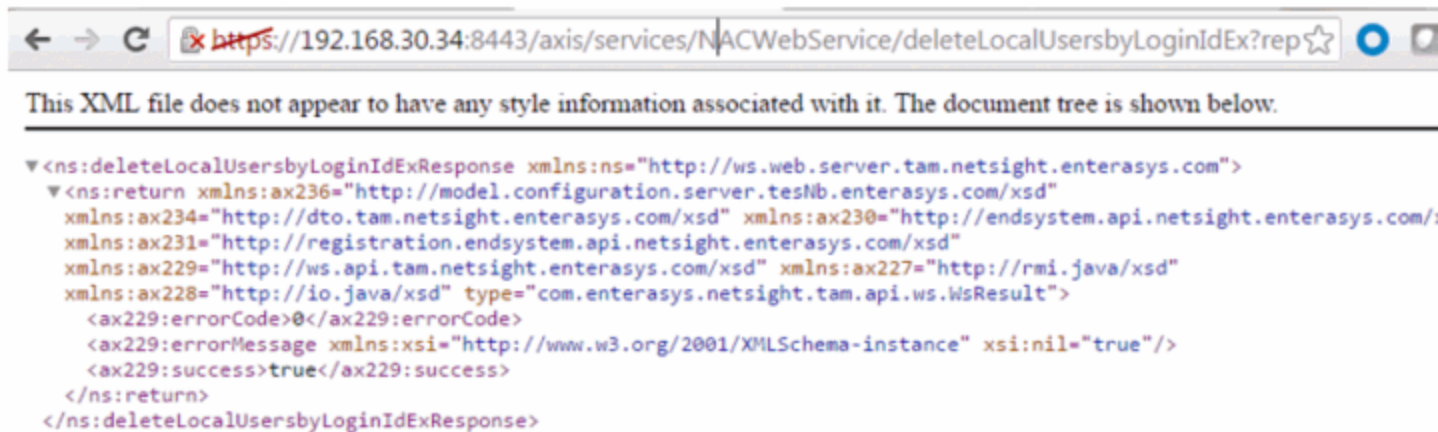 https://192.168.30.34:8443/axis/services/NACWebService/deleteLocalUsersbyLoginIdEx?rep
This XML file does not appear to have any style information associated with it. The document tree is shown below.
▼<ns:deleteLocalUsersbyLoginIdExResponse xmlns:ns="http://ws.web.server.tam.netsight.enterasys.com">
▼<ns:return xmlns:ax236="http://model.configuration.server.tesNb.enterasys.com/xsd"
xmlns:ax234="http://dto.tam.netsight.enterasys.com/xsd" xmlns:ax230="http://endsystem.api.netsight.enterasys.com/
xmlns:ax231="http://registration.endsystem.api.netsight.enterasys.com/xsd"
xmlns:ax229="http://ws.api.tam.netsight.enterasys.com/xsd" xmlns:ax227="http://rmi.java/xsd"
xmlns:ax228="http://io.java/xsd" type="com.enterasys.netsight.tam.api.ws.WsResult">
<ax229:errorCode>0</ax229:errorCode>
<ax229:errorMessage xmlns:xsi="http://www.w3.org/2001/XMLSchema-instance" xsi:nil="true"/>
<ax229:success>true</ax229:success>
</ns:return>
</ns:deleteLocalUsersbyLoginIdExResponse>